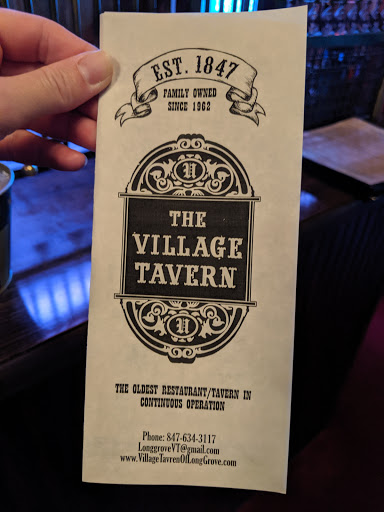 EST. 1847
FAMILY OWNED
SINCE 1962
V
THE
VILLAGE
TAVERN
V
THE OLDEST RESTAURANT/TAVERN IN
CONTINUOUS OPERATION
Phone: 847-634-3117
LonggroveVT@gmail.com
www.VillageTavrenOfLongGrove.com